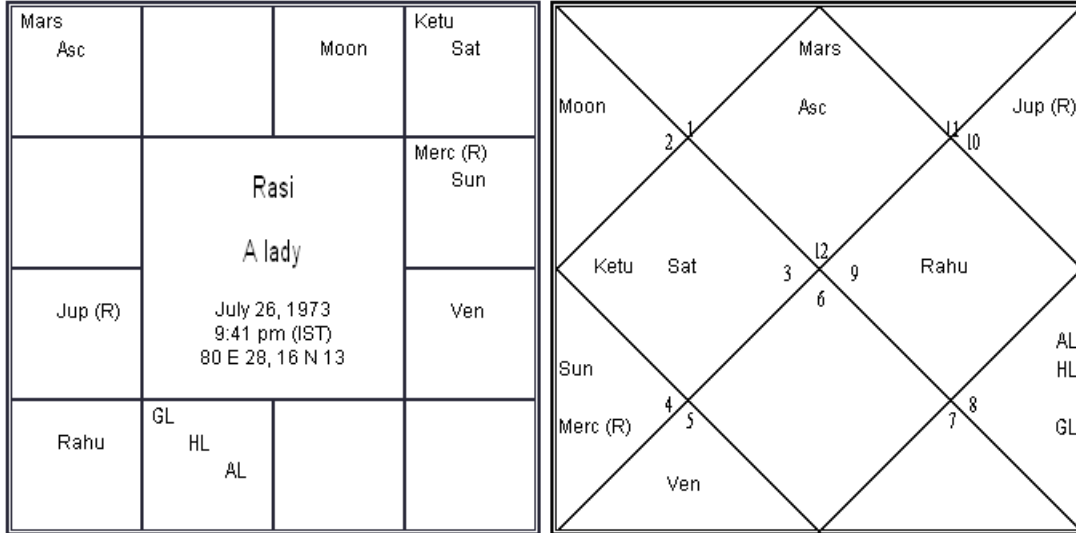 Mars
Asc
Moon
Ketu
Sat
Merc (R)
Sun
Rasi
A lady
July 26, 1973
9:41 pm (IST)
80 E 28, 16 N 13
Jup (R)
Ven
Rahu
GL
HL
AL
Mars
Asc
Moon
Jup (R)
1
2
11
10
12
Ketu Sat
3
9
6
Rahu
AL
HL
GL
Sun
Merc (R)
4
5
8
7
Ven